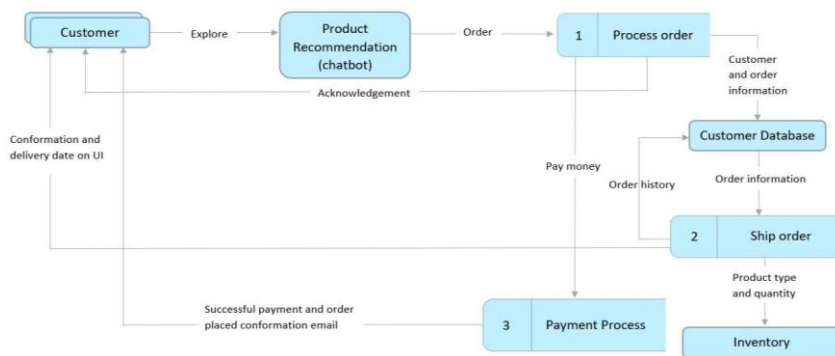 Customer
Explore
Product
Recommendation
(chatbot)
Order
1 Process order
Customer
and order
information
Acknowledgement
Conformation and
delivery date on UI
Customer Database
Pay money
Order history
Order information
2 Ship order
Product type
and quantity
Successful payment and order
placed conformation email
3 Payment Process
Inventory